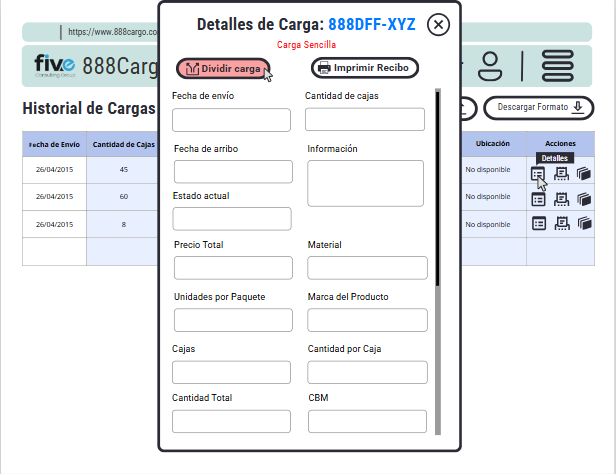 Detalles de Carga: 888DFF-XYZ
Carga Sencilla
https://www.888cargo.co
five
Consulting Group
888Carg
Dividir carga
Imprimir Recibo
Historial de Cargas
Descargar Formato
Fecha de envío
Cantidad de cajas
Fecha de Envío
Cantidad de Cajas
Ubicación
Acciones
Fecha de arribo
Información
Detalles
26/04/2015
45
No disponible
Estado actual
26/04/2015
60
No disponible
26/04/2015
8
No disponible
Precio Total
Material
Unidades por Paquete
Marca del Producto
Cajas
Cantidad por Caja
Cantidad Total
CBM